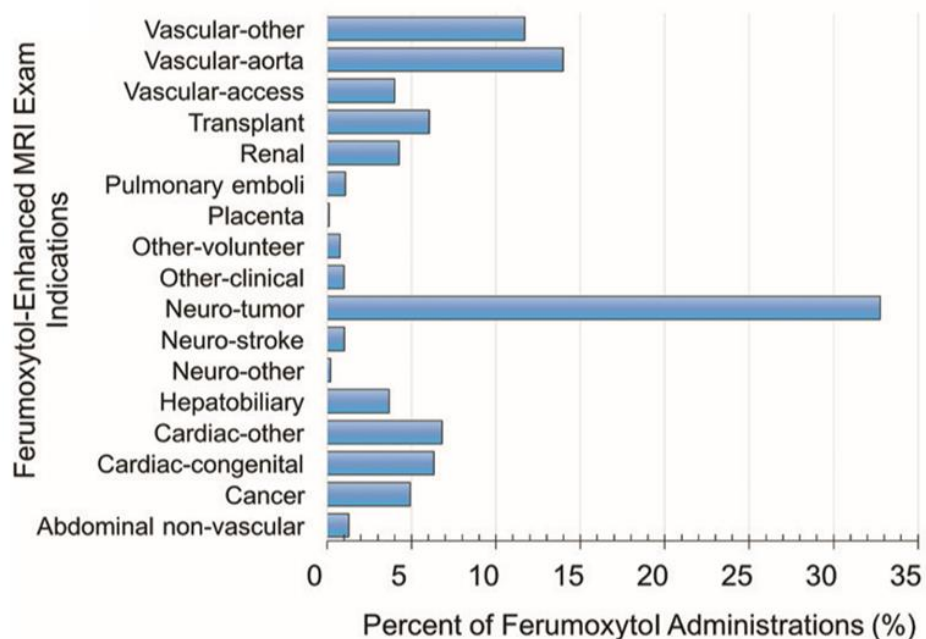 Ferumoxytol-Enhanced MRI Exam
Indications
Vascular-other
Vascular-aorta
Vascular-access
Transplant
Renal
Pulmonary emboli
Placenta
Other-volunteer
Other-clinical
Neuro-tumor
Neuro-stroke
Neuro-other
Hepatobiliary
Cardiac-other
Cardiac-congenital
Cancer
Abdominal non-vascular
0 5 10 15 20 25 30 35
Percent of Ferumoxytol Administrations (%)